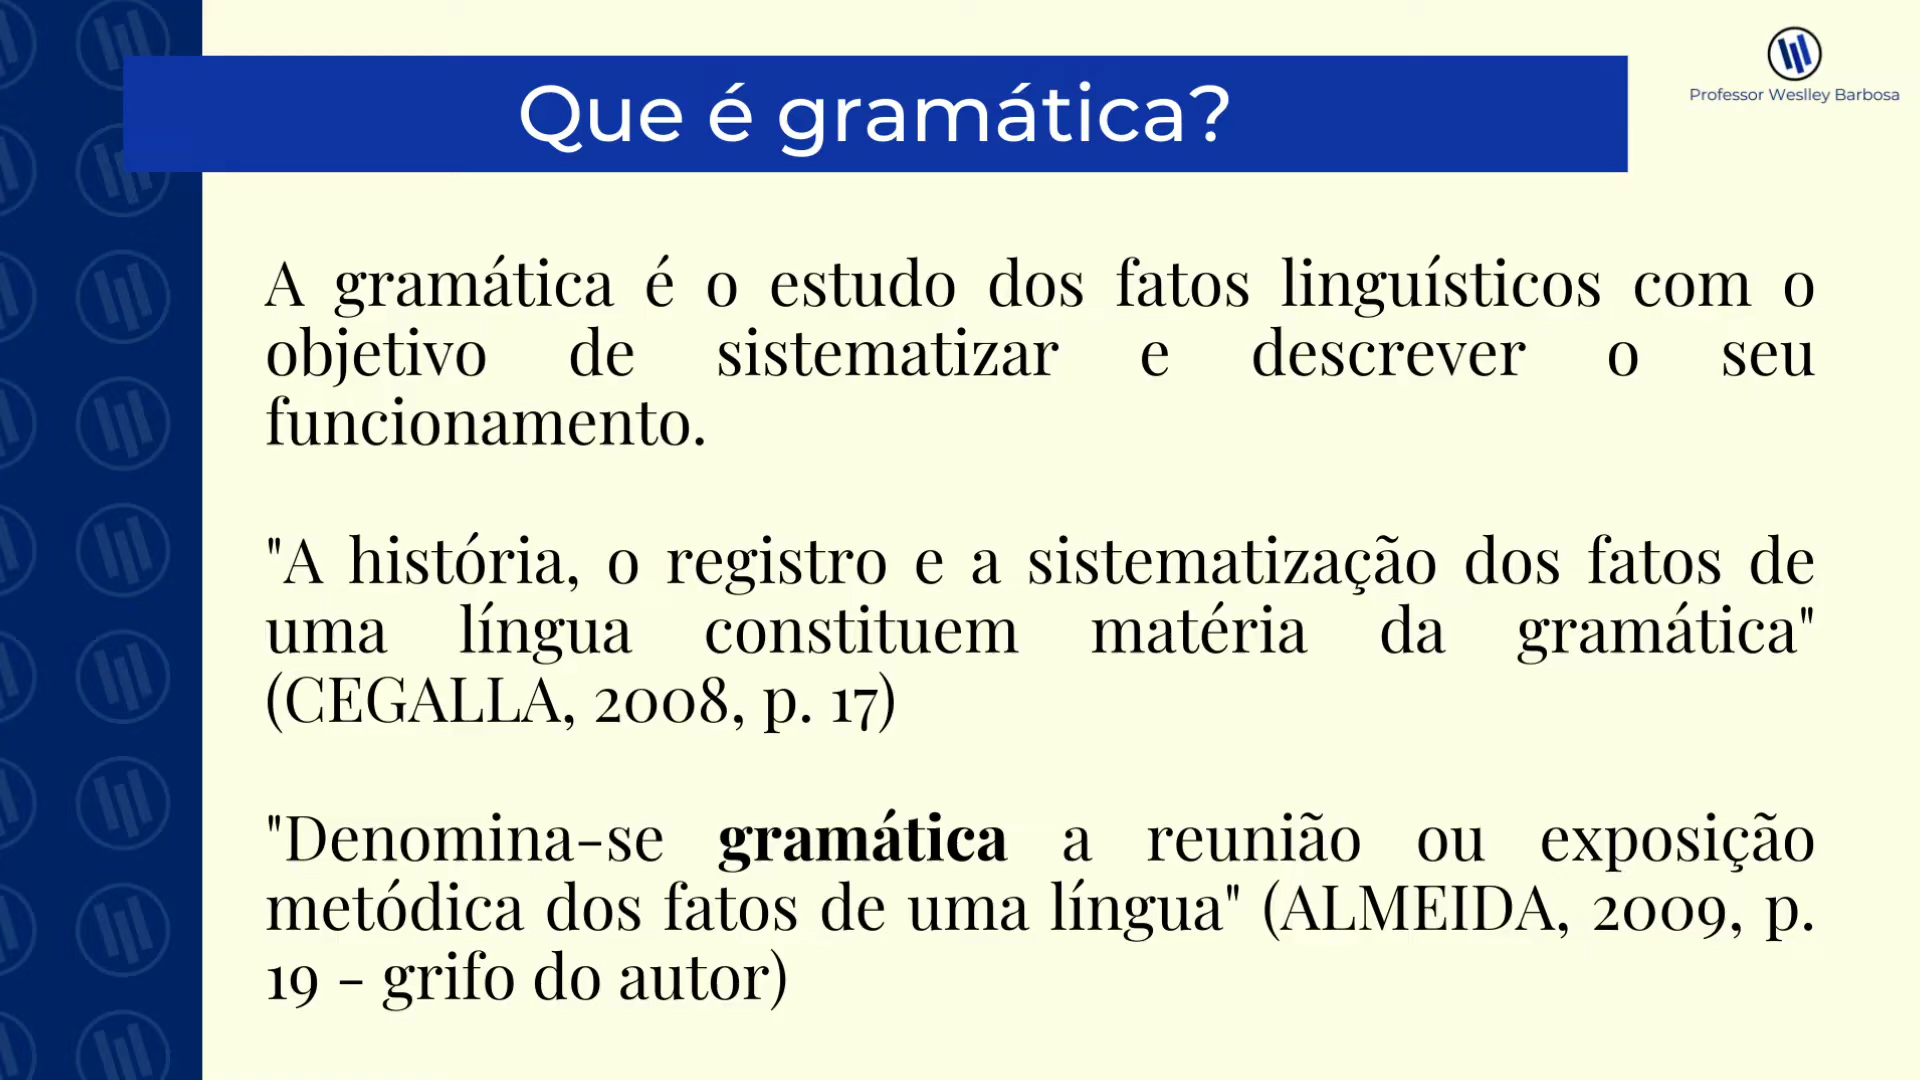 Que é gramática?
Professor Weslley Barbosa
A gramática é o estudo dos fatos linguísticos com o
objetivo de sistematizar e descrever o seu
funcionamento.
"A história, o registro e a sistematização dos fatos de
uma língua constituem matéria da gramática"
(CEGALLA, 2008, p. 17)
"Denomina-se gramática a reunião ou exposição
metódica dos fatos de uma língua" (ALMEIDA, 2009, p.
19 - grifo do autor)